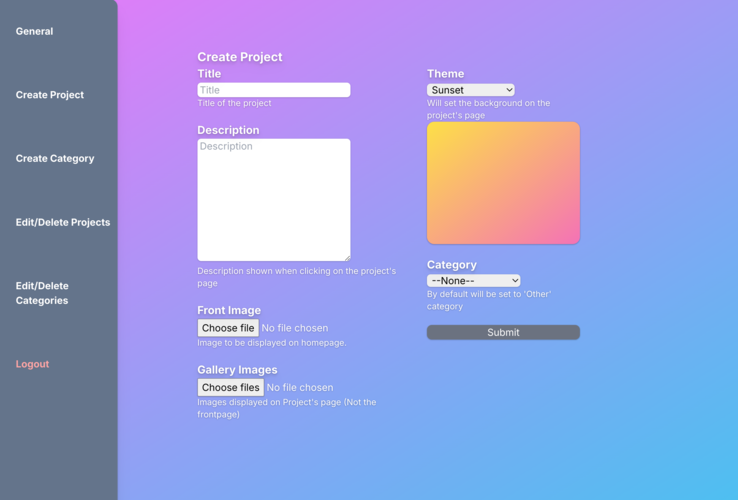 General
Create Project
Create Category
Edit/Delete Projects
Edit/Delete
Categories
Logout
Create Project
Title
Title
Title of the project
Description
Description
Description shown when clicking on the project's
page
Front Image
Choose file No file chosen
Image to be displayed on homepage.
Gallery Images
Choose files No file chosen
Images displayed on Project's page (Not the
frontpage)
Theme
Sunset
Will set the background on the
project's page
Category
--None--
By default will be set to 'Other'
category
Submit